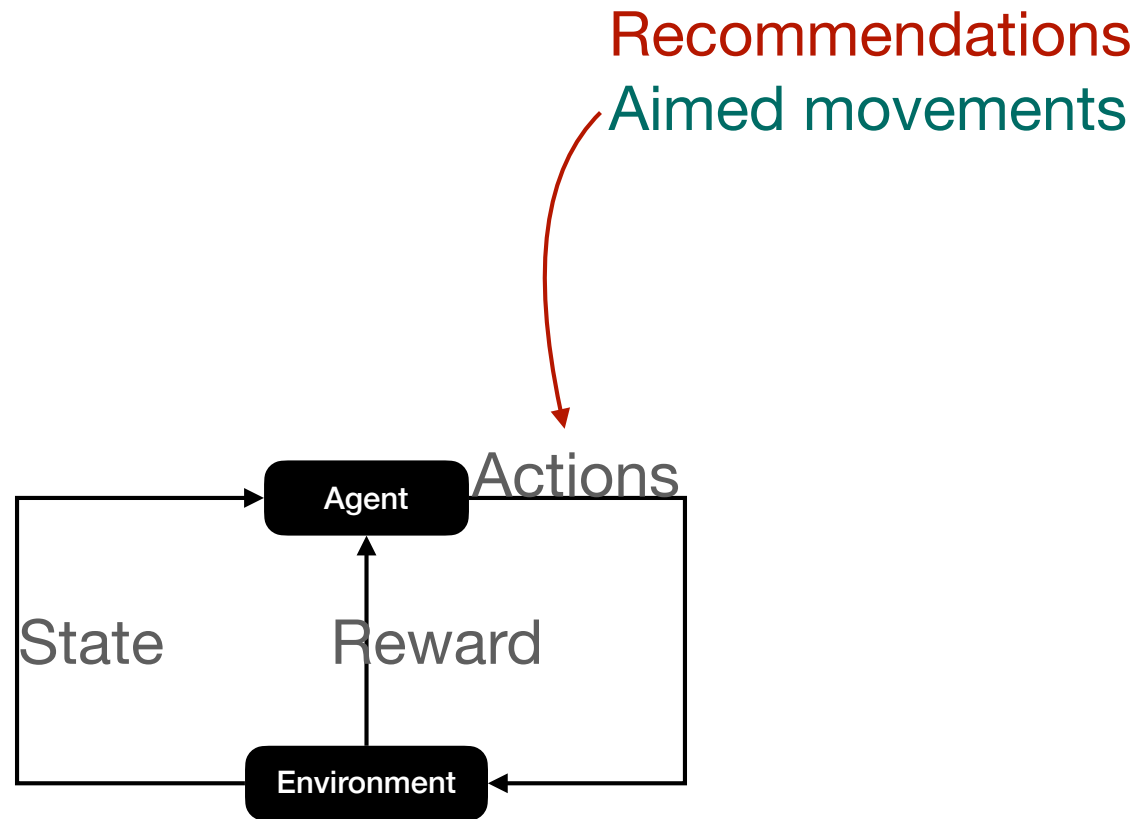 Recommendations
Aimed movements
Actions
Agent
State
Reward
Environment